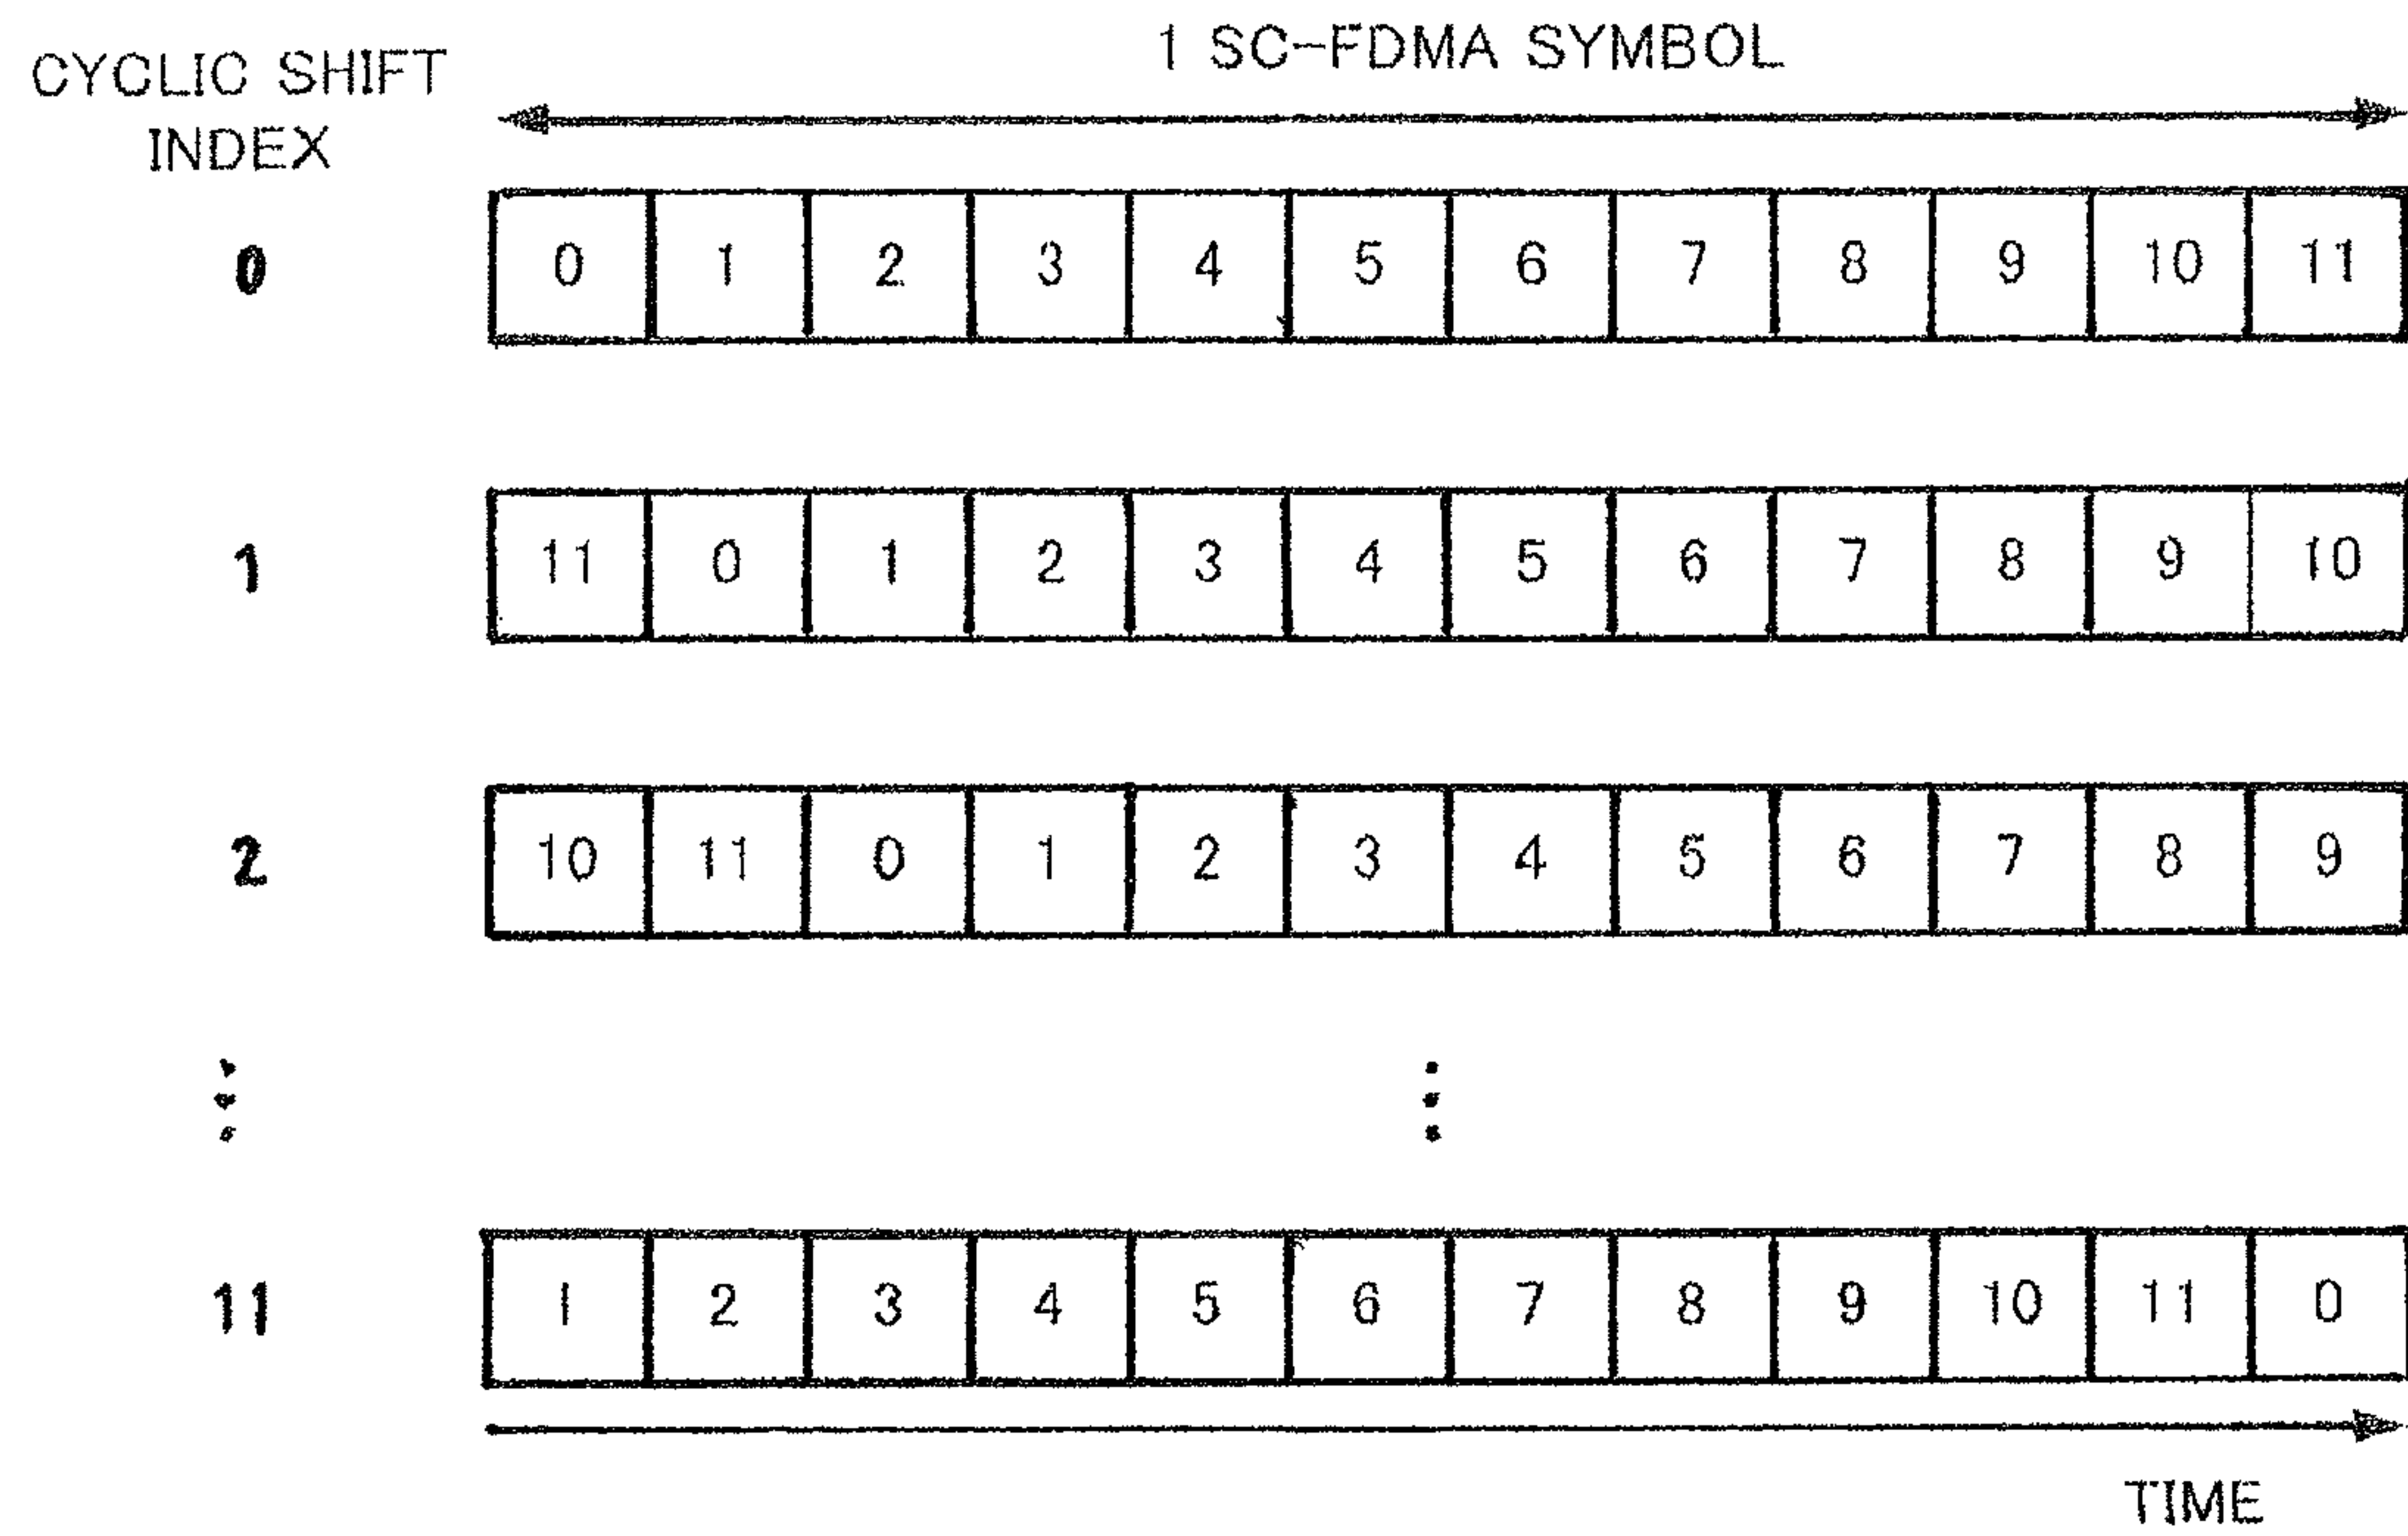 1 SC-FDMA SYMBOL
CYCLIC SHIFT
INDEX
0 0 1 2 3 4 5 6 7 8 9 10 11
1 11 0 1 2 3 4 5 6 7 8 9 10
2 10 11 0 1 2 3 4 5 6 7 8 9
11 1 2 3 4 5 6 7 8 9 10 11 0
TIME